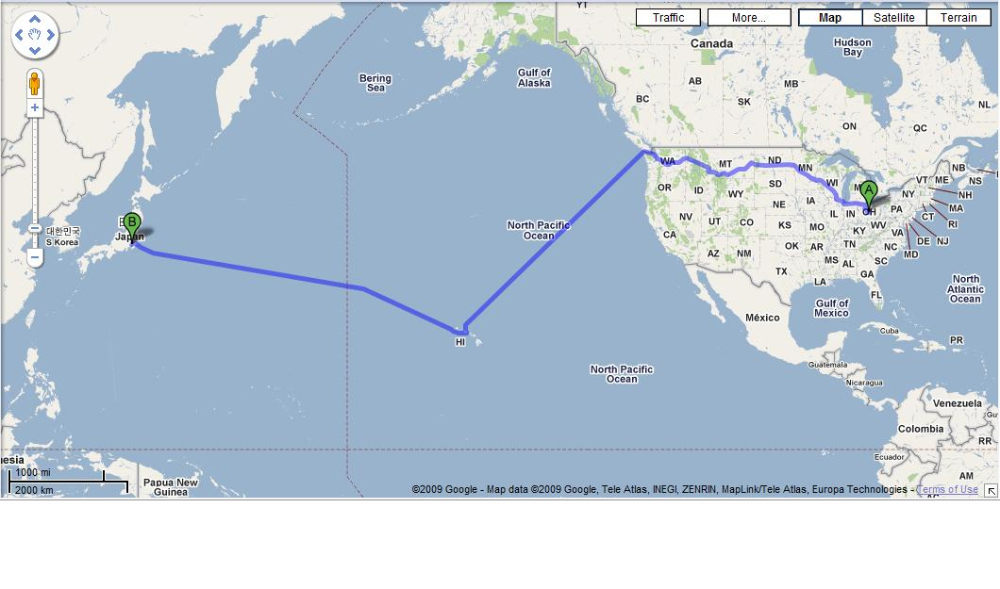 YT
Traffic
More...
Map
Satellite
Terrain
Canada
Hudson
Bay
Bering
Sea
Gulf of
Alaska
AB
MB
BC
SK
NL
ON
QC
WA
MT
ND
MN
NB
VT
ME
NS
OR
ID
SD
WI
A
NY
NH
WY
IA
MA
B
NE
IL
IN
OH
PA
CT
RI
North Pacific
Ocean
NV
UT
CO
KS
MO
KY
WV
VA
DE
NJ
대한민국
S Korea
Japan
CA
OK
AR
TN
NC
MD
AZ
NM
MS
AL
SC
TX
LA
GA
North
Atlantic
Ocean
FL
Gulf of
Mexico
México
HI
Cuba
PR
North Pacific
Ocean
Guatemala
Nicaragua
Venezuela
Gu
Colombia
RR
Ecuador
esia
1000 mi
2000 km
Papua New
Guinea
AM
©2009 Google - Map data ©2009 Google, Tele Atlas, INEGI, ZENRIN, MapLink/Tele Atlas, Europa Technologies - Terms of Use